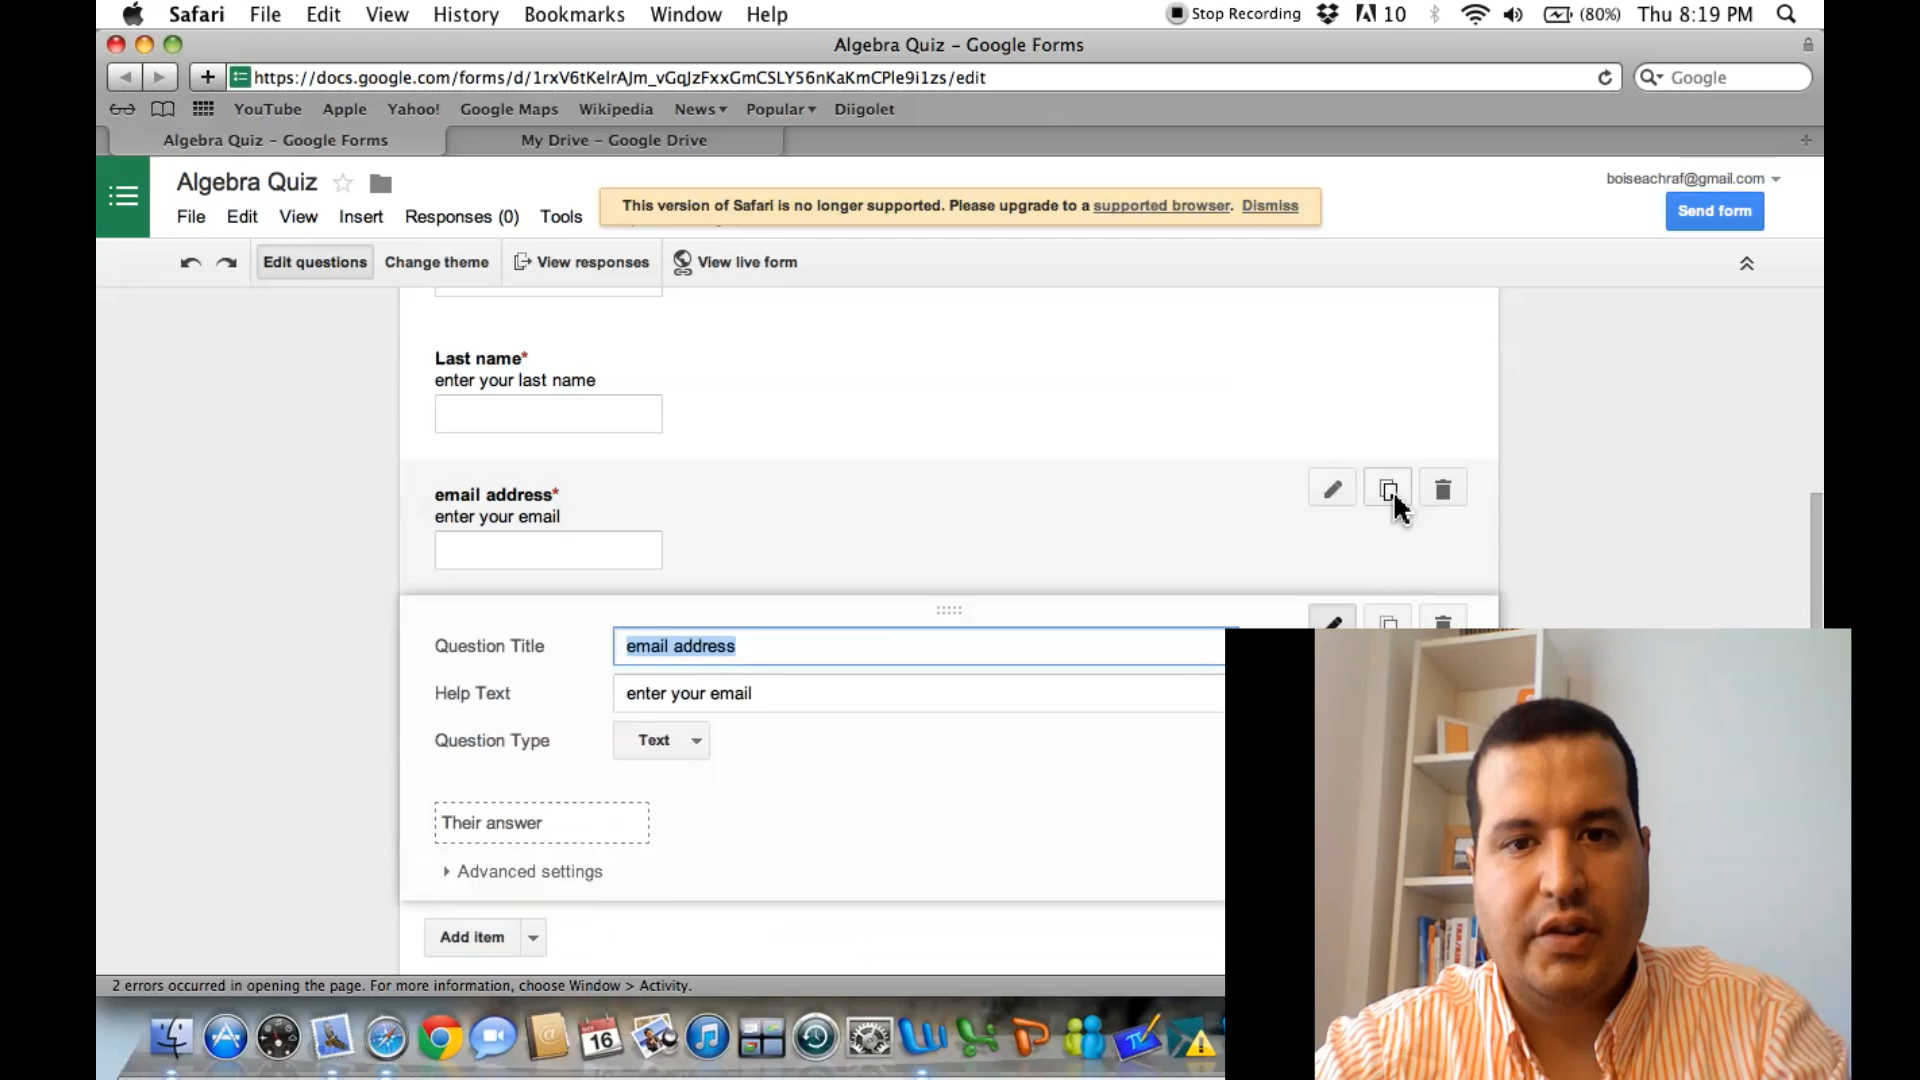 Safari File Edit View History Bookmarks Window Help Stop Recording 10 (80%) Thu 8:19 PM
Algebra Quiz – Google Forms
https://docs.google.com/forms/d/1rxV6tKelrAJm_vGqJzFxxGmCSLY56nKaKmCPle9i1zs/edit
Google
YouTube Apple Yahoo! Google Maps Wikipedia News Popular Diigolet
Algebra Quiz – Google Forms
My Drive – Google Drive
Algebra Quiz
boiseachraf@gmail.com
File Edit View Insert Responses (0) Tools
This version of Safari is no longer supported. Please upgrade to a supported browser. Dismiss
Send form
Edit questions Change theme View responses View live form
Last name*
enter your last name
email address*
enter your email
Question Title email address
Help Text enter your email
Question Type Text
Their answer
Advanced settings
Add item
2 errors occurred in opening the page. For more information, choose Window > Activity.
OCT
16